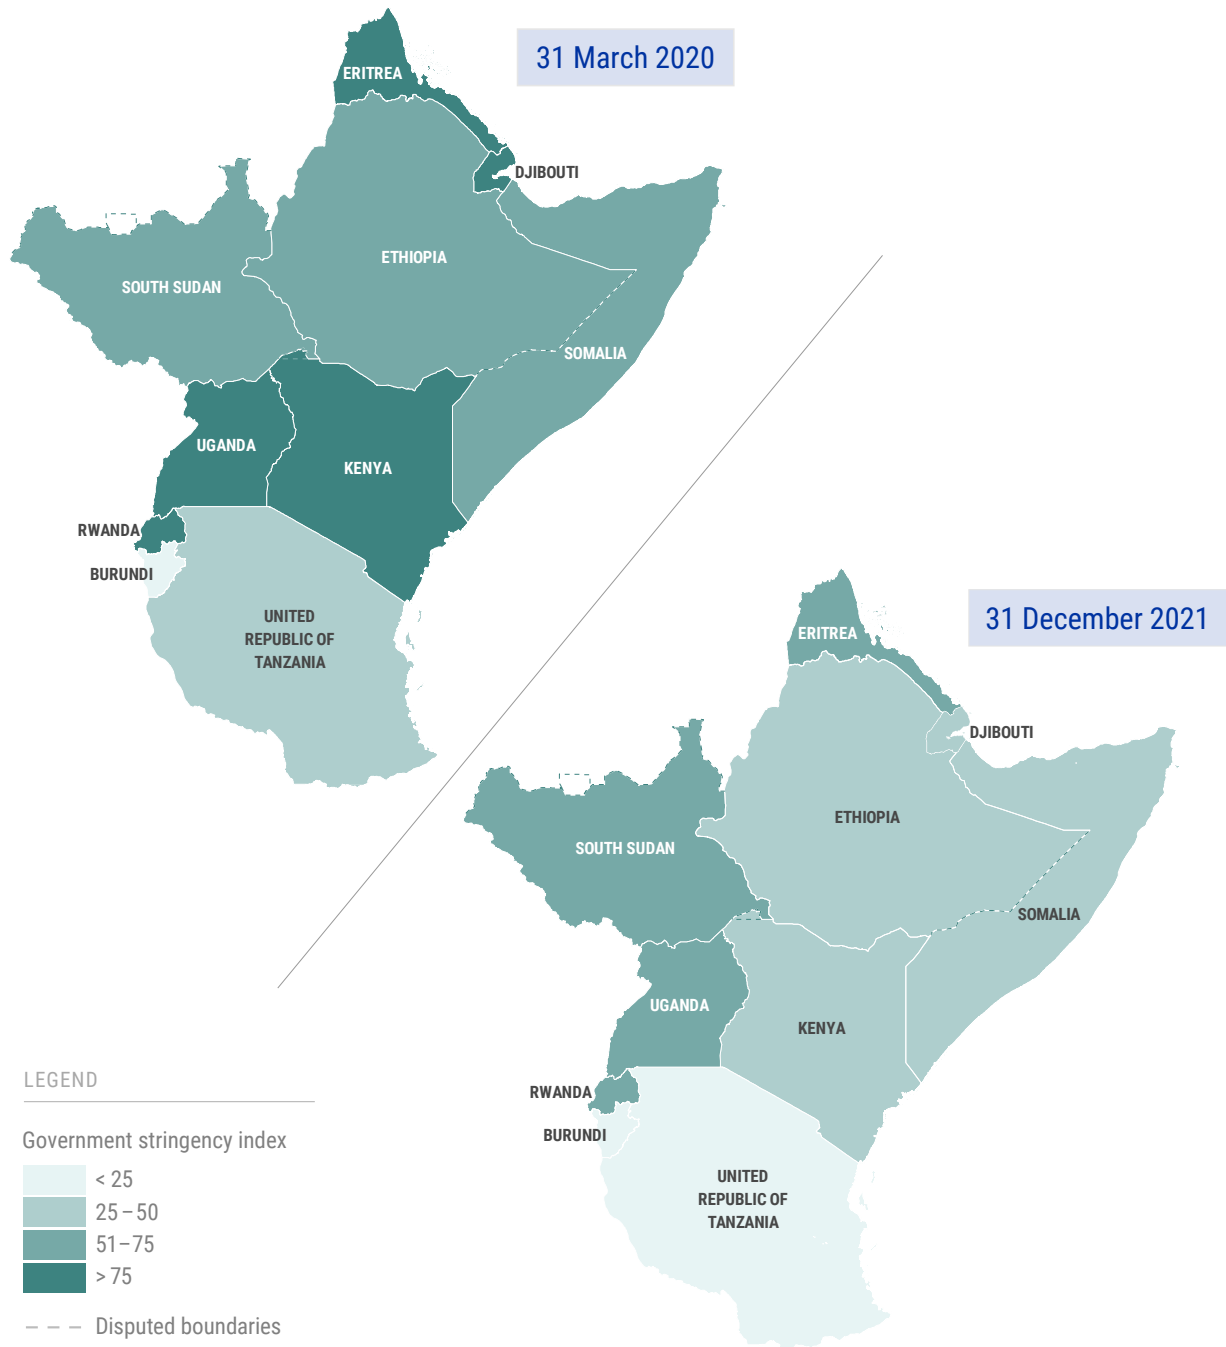 31 March 2020
ERITREA
DJIBOUTI
ETHIOPIA
SOUTH SUDAN
SOMALIA
UGANDA
KENYA
RWANDA
BURUNDI
UNITED
REPUBLIC OF
TANZANIA
31 December 2021
ERITREA
DJIBOUTI
ETHIOPIA
SOUTH SUDAN
SOMALIA
UGANDA
KENYA
RWANDA
BURUNDI
UNITED
REPUBLIC OF
TANZANIA
LEGEND
Government stringency index
< 25
25–50
51–75
> 75
Disputed boundaries